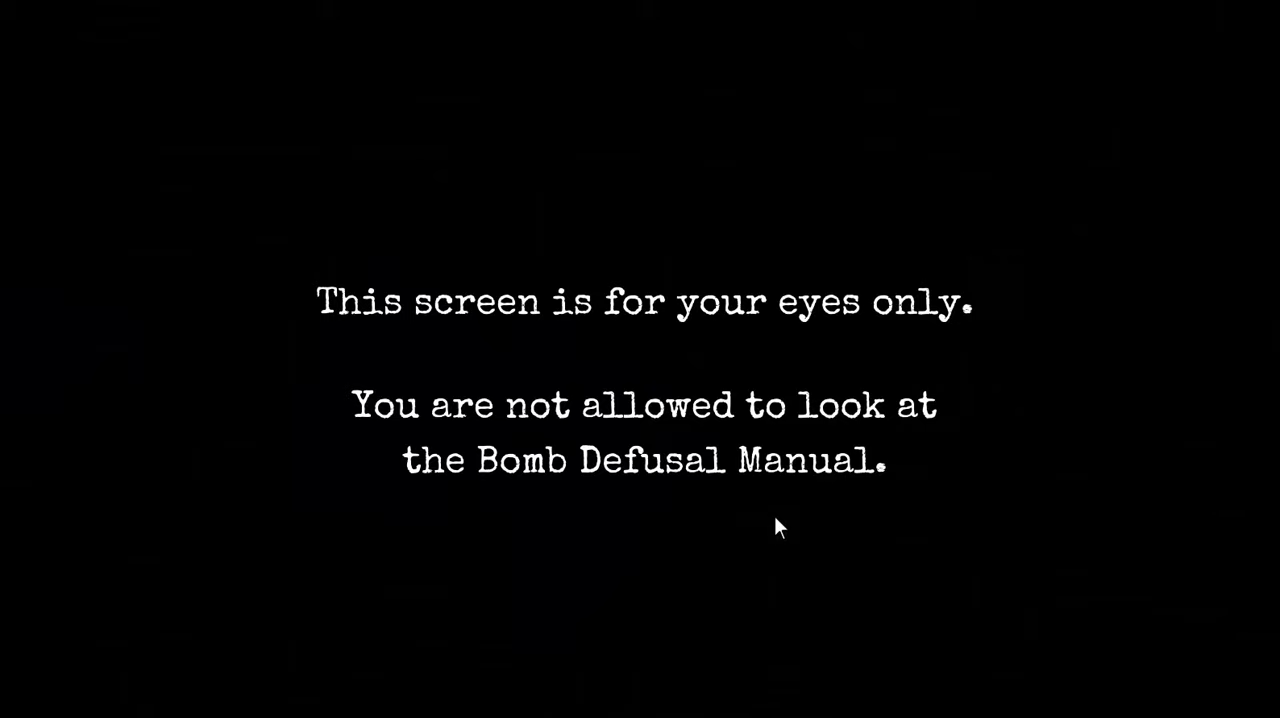 This screen is for your eyes only.
You are not allowed to look at
the Bomb Defusal Manual.